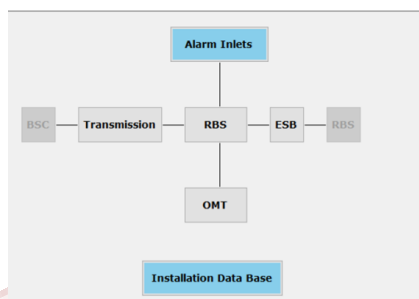 Alarm Inlets
BSC Transmission RBS ESB RBS
OMT
Installation Data Base